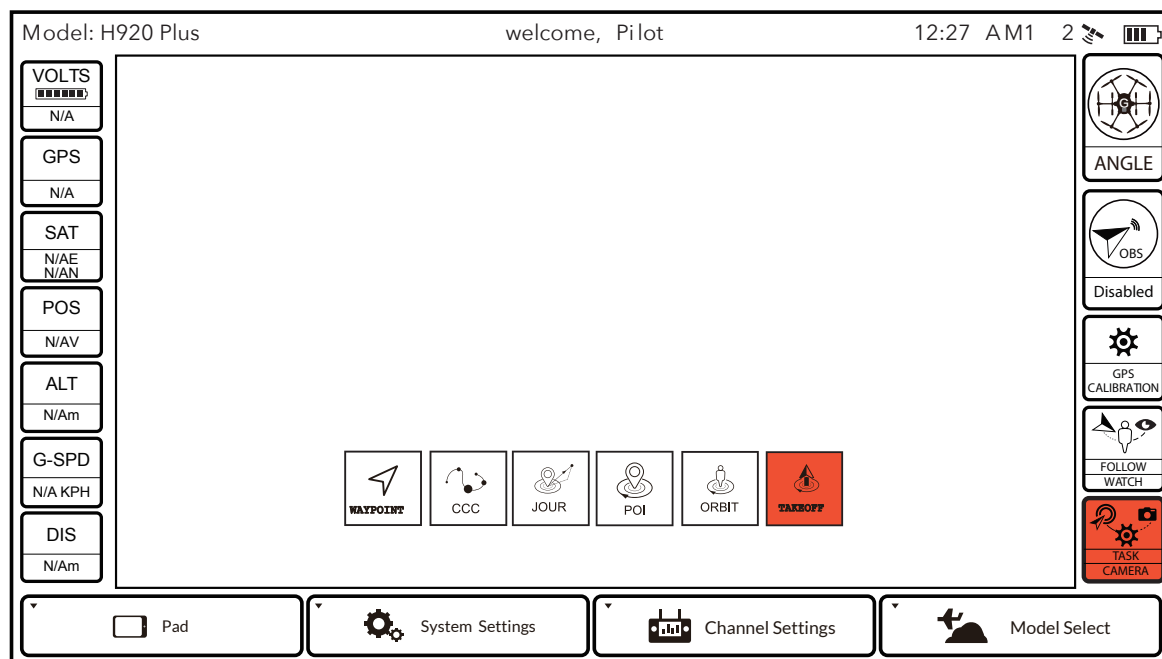 Model: H920 Plus
welcome, Pilot
12:27 AM1 2
VOLTS
N/A
GPS
N/A
SAT
N/AE
N/AN
POS
N/AV
ALT
N/Am
G-SPD
N/A KPH
DIS
N/Am
WAYPOINT
CCC
JOUR
POI
ORBIT
TAKEOFF
G
ANGLE
OBS
Disabled
GPS
CALIBRATION
FOLLOW
WATCH
TASK
CAMERA
Pad
System Settings
Channel Settings
Model Select